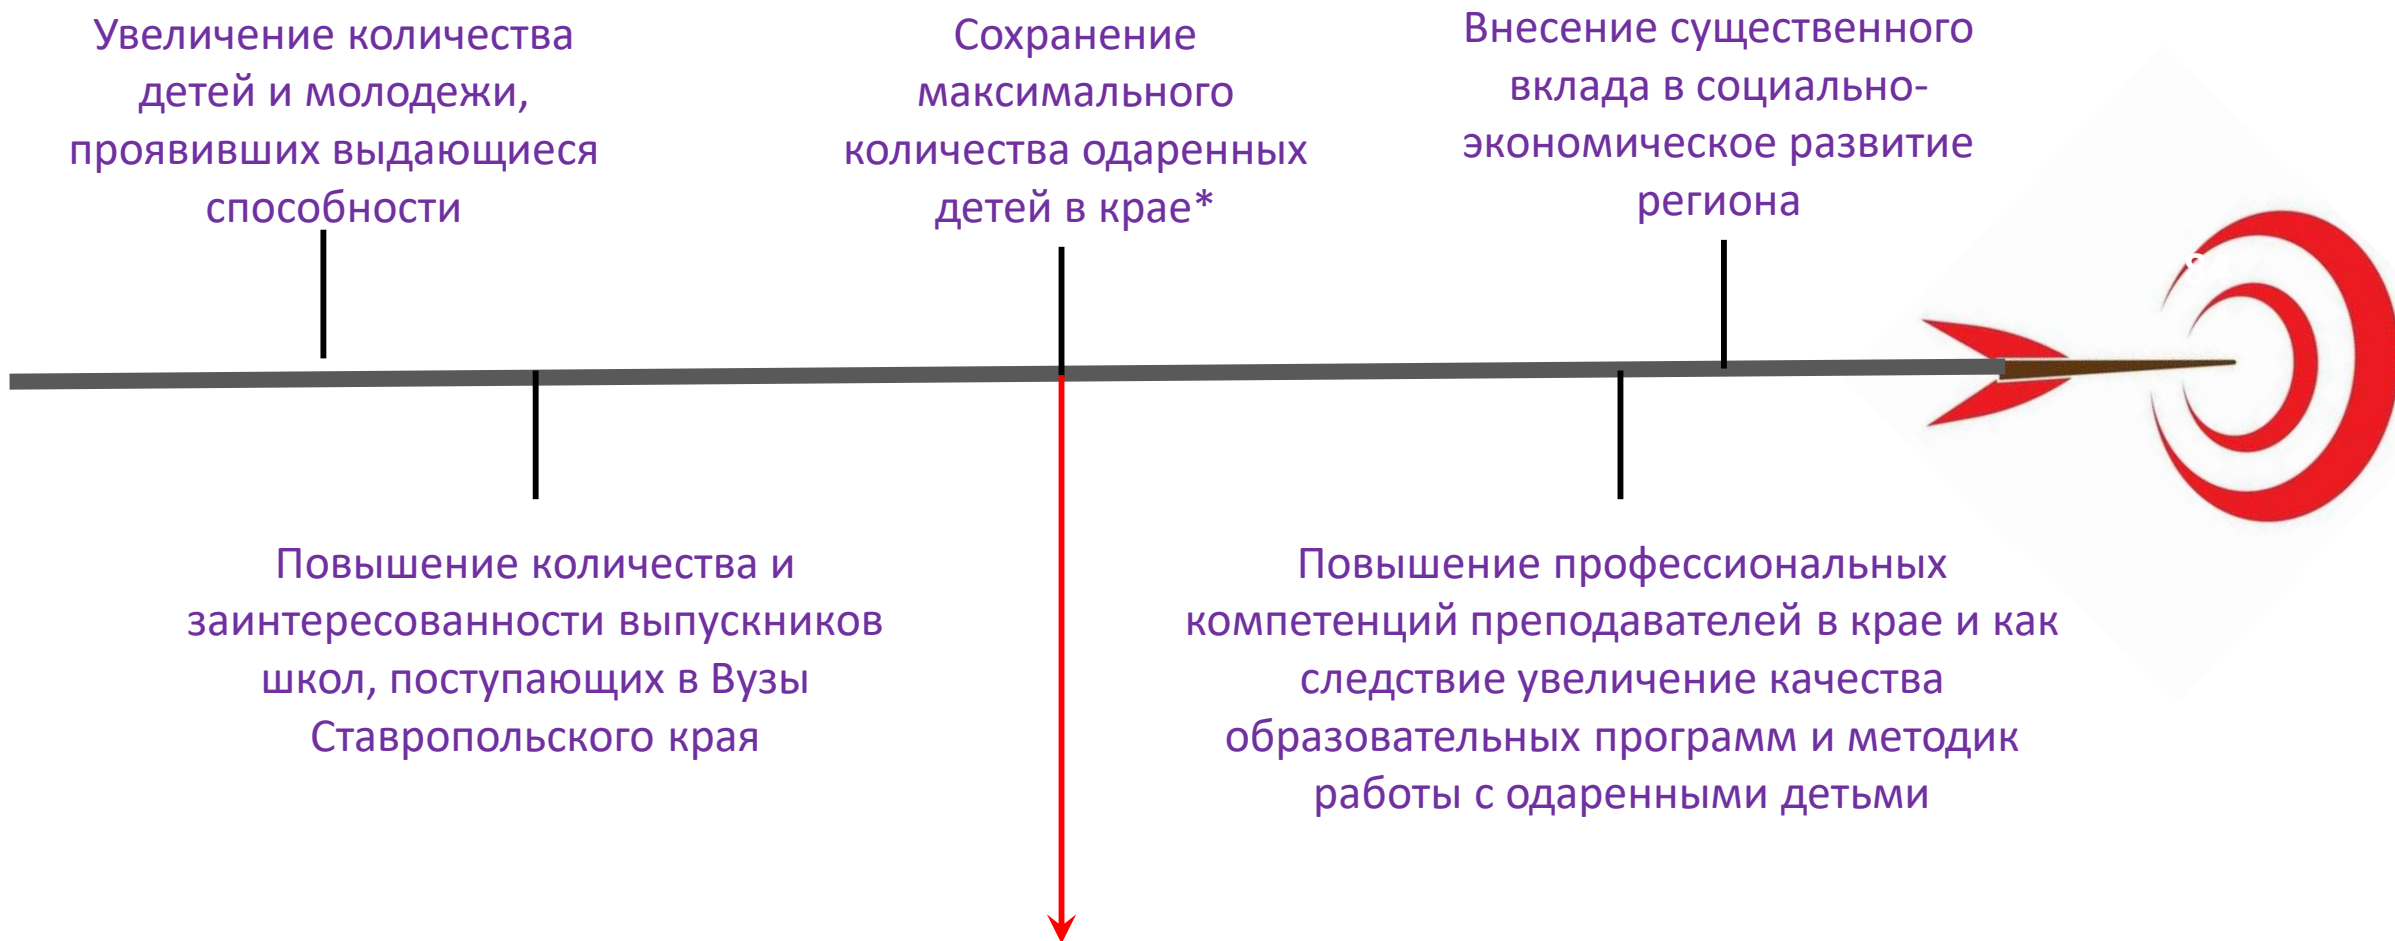 Увеличение количества
детей и молодежи,
проявивших выдающиеся
способности
Сохранение
максимального
количества одаренных
детей в крае*
Внесение существенного
вклада в социально-
экономическое развитие
региона
Повышение количества и
заинтересованности выпускников
школ, поступающих в Вузы
Ставропольского края
Повышение профессиональных
компетенций преподавателей в крае и как
следствие увеличение качества
образовательных программ и методик
работы с одаренными детьми